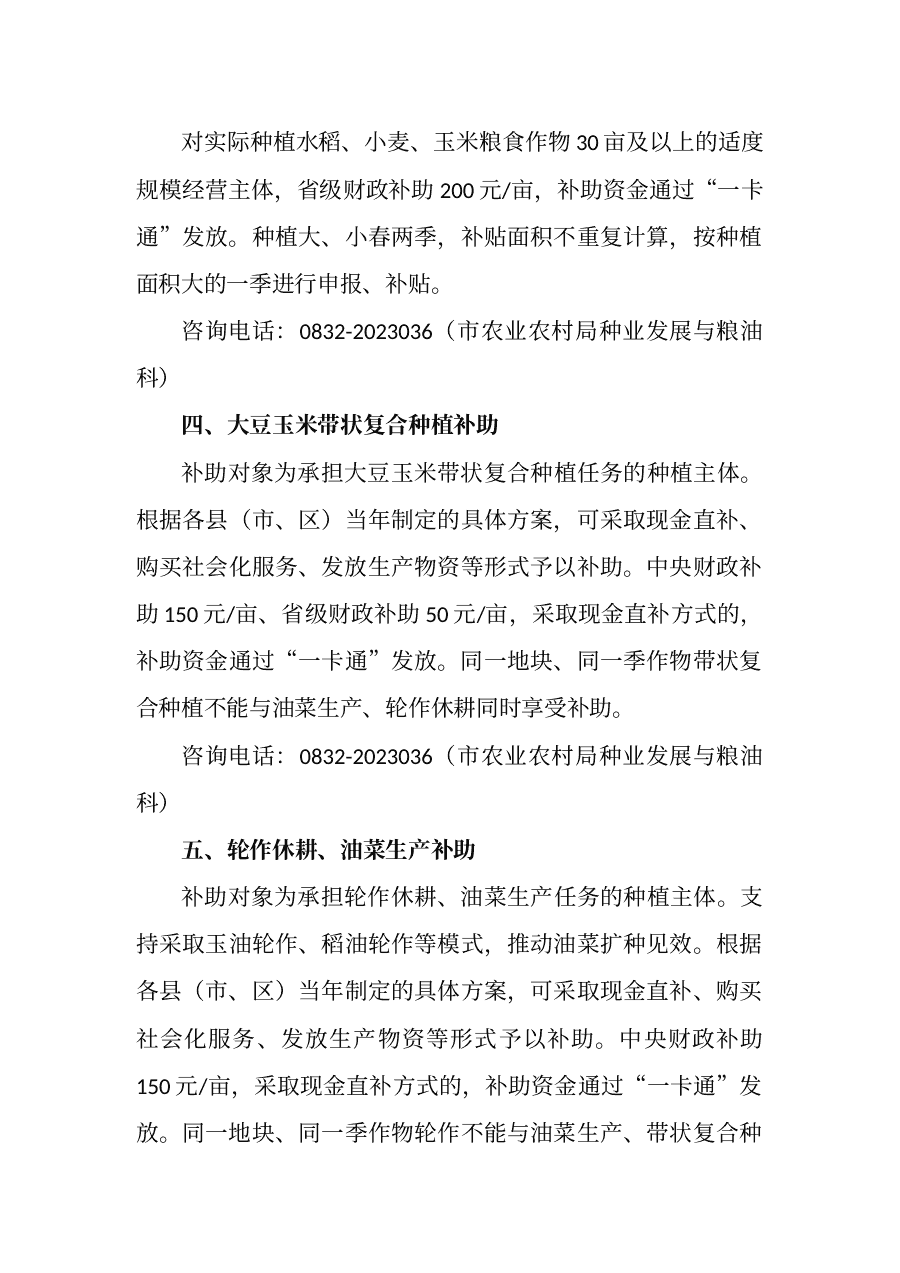 对实际种植水稻、小麦、玉米粮食作物 30 亩及以上的适度
规模经营主体，省级财政补助 200 元/亩，补助资金通过“一卡
通”发放。种植大、小春两季，补贴面积不重复计算，按种植
面积大的一季进行申报、补贴。
咨询电话：0832-2023036（市农业农村局种业发展与粮油
科）
四、大豆玉米带状复合种植补助
补助对象为承担大豆玉米带状复合种植任务的种植主体。
根据各县（市、区）当年制定的具体方案，可采取现金直补、
购买社会化服务、发放生产物资等形式予以补助。中央财政补
助 150 元/亩、省级财政补助 50 元/亩，采取现金直补方式的，
补助资金通过“一卡通”发放。同一地块、同一季作物带状复
合种植不能与油菜生产、轮作休耕同时享受补助。
咨询电话：0832-2023036（市农业农村局种业发展与粮油
科）
五、轮作休耕、油菜生产补助
补助对象为承担轮作休耕、油菜生产任务的种植主体。支
持采取玉油轮作、稻油轮作等模式，推动油菜扩种见效。根据
各县（市、区）当年制定的具体方案，可采取现金直补、购买
社会化服务、发放生产物资等形式予以补助。中央财政补助
150 元/亩，采取现金直补方式的，补助资金通过“一卡通”发
放。同一地块、同一季作物轮作不能与油菜生产、带状复合种